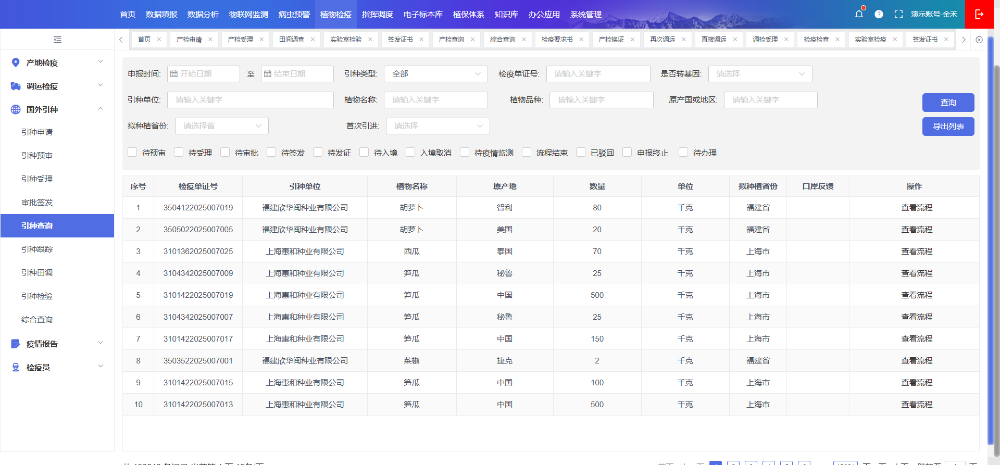 首页 数据填报 数据分析 物联网监测 病虫预警 植物检疫 指挥调度 电子标本库 植保体系 知识库 办公应用 系统管理 演示账号-金禾
首页 产检申请 产检受理 田间调查 实验室检验 签发证书 产检查询 综合查询 检疫要求书 产检换证 再次调运 直接调运 调检受理 检疫检查 实验室检疫 签发证书
产地检疫
调运检疫
国外引种
引种申请
引种预审
引种受理
审批签发
引种查询
引种跟踪
引种田调
引种检验
综合查询
疫情报告
检疫员
申报时间: 开始日期 至 结束日期 引种类型: 全部 检疫单证号: 请输入关键字 是否转基因: 请选择
引种单位: 请输入关键字 植物名称: 请输入关键字 植物品种: 请输入关键字 原产国或地区: 请输入关键字
查询
拟种植省份: 请选择省 首次引进: 请选择
导出列表
待预审 待受理 待审批 待签发 待发证 待入境 入境取消 待疫情监测 流程结束 已驳回 申报终止 待办理
序号 检疫单证号 引种单位 植物名称 原产地 数量 单位 拟种植省份 口岸反馈 操作
1 3504122025007019 福建欣华闽种业有限公司 胡萝卜 智利 80 千克 福建省 查看流程
2 3505022025007005 福建欣华闽种业有限公司 胡萝卜 美国 20 千克 福建省 查看流程
3 3101362025007025 上海惠和种业有限公司 西瓜 泰国 70 千克 上海市 查看流程
4 3104342025007009 上海惠和种业有限公司 笋瓜 秘鲁 25 千克 上海市 查看流程
5 3101422025007019 上海惠和种业有限公司 笋瓜 中国 500 千克 上海市 查看流程
6 3104342025007007 上海惠和种业有限公司 笋瓜 秘鲁 25 千克 上海市 查看流程
7 3101422025007017 上海惠和种业有限公司 笋瓜 中国 150 千克 上海市 查看流程
8 3503522025007001 福建欣华闽种业有限公司 菜椒 捷克 2 千克 福建省 查看流程
9 3101422025007015 上海惠和种业有限公司 笋瓜 中国 100 千克 上海市 查看流程
10 3101422025007013 上海惠和种业有限公司 笋瓜 中国 500 千克 上海市 查看流程